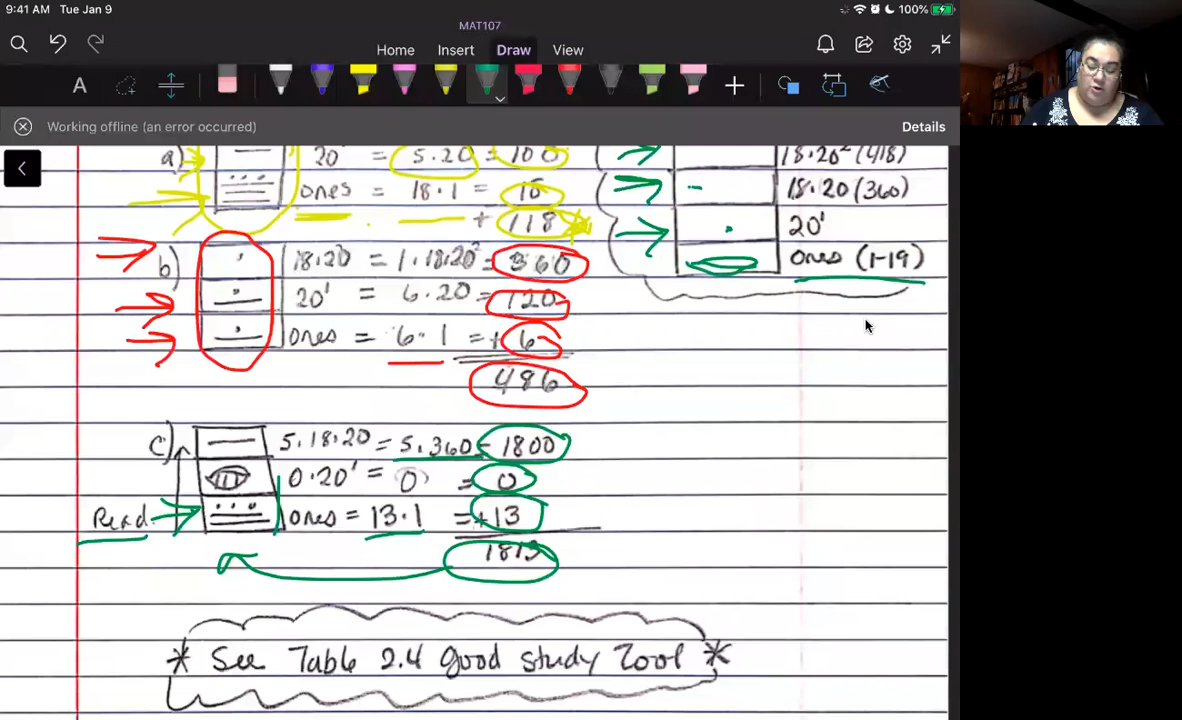 9:41 AM Tue Jan 9
100%
MAT107
Home Insert Draw View
A
Working offline (an error occurred)
Details
a) 20' = 5.20 = 100
ones = 18.1 = 18
+ 118
b) 18.20 = 1.18.20² = 360
20' = 6.20 = 120
ones = 6.1 = + 6
486
c) 5.18.20 = 5.360 = 1800
0.20' = 0 = 0
Read ones = 13.1 = +13
1813
* See Table 2.4 good study Tool *
18.20² (418)
18.20 (360)
20'
ones (1-19)